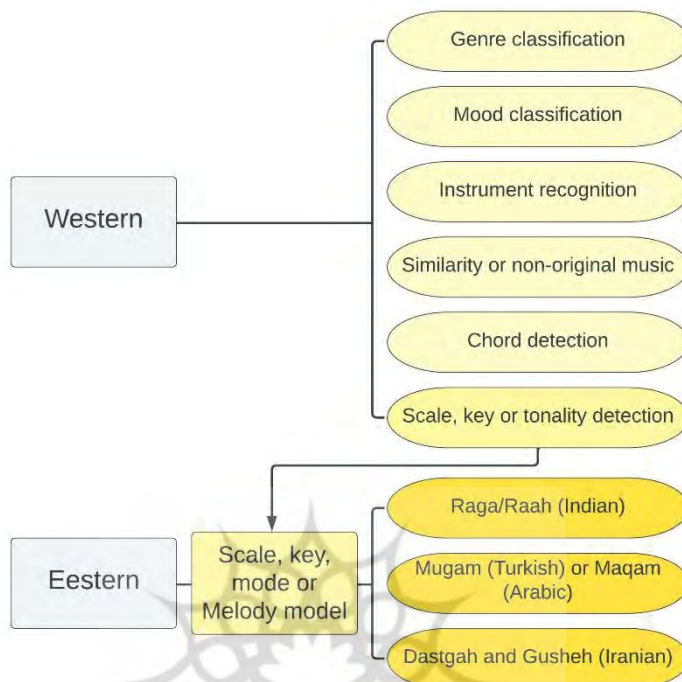 Genre classification
Mood classification
Instrument recognition
Western
Similarity or non-original music
Chord detection
Scale, key or tonality detection
Raga/Raah (Indian)
Eestern
Scale, key,
mode or
Melody model
Mugam (Turkish) or Maqam
(Arabic)
Dastgah and Gusheh (Iranian)